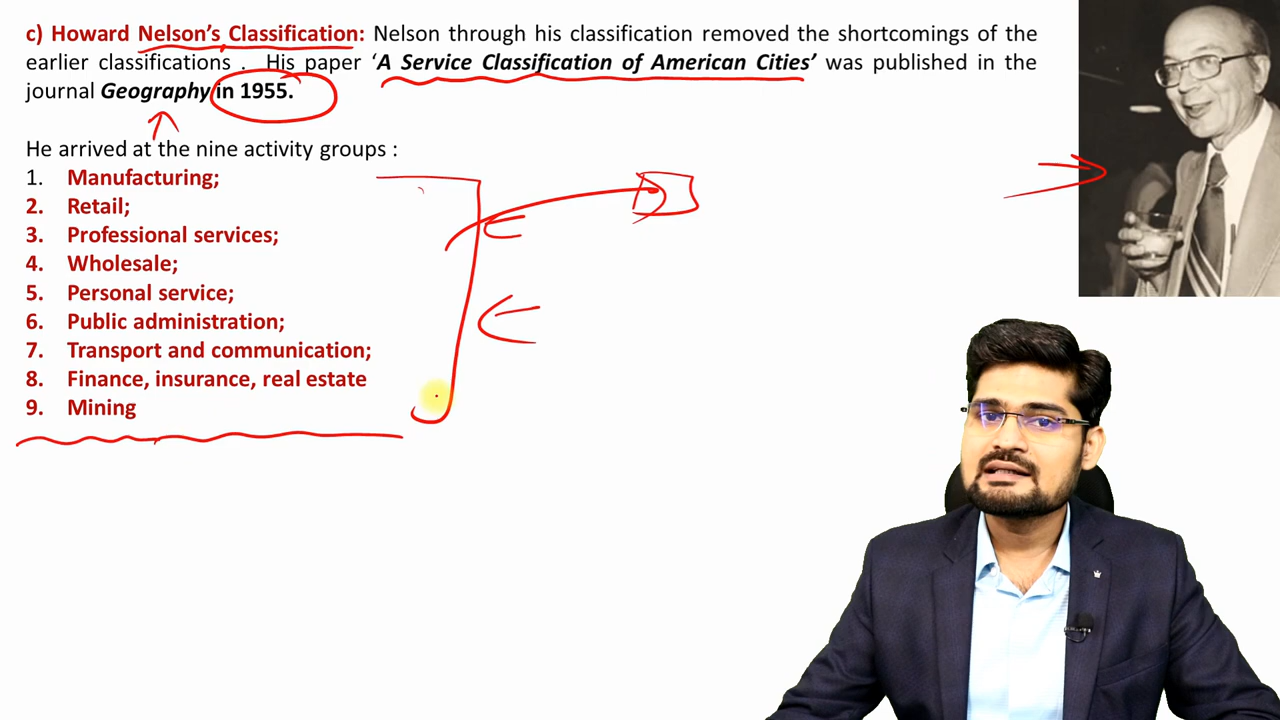 c) Howard Nelson's Classification: Nelson through his classification removed the shortcomings of the
earlier classifications . His paper 'A Service Classification of American Cities' was published in the
journal Geography in 1955.
He arrived at the nine activity groups :
1. Manufacturing;
2. Retail;
3. Professional services;
4. Wholesale;
5. Personal service;
6. Public administration;
7. Transport and communication;
8. Finance, insurance, real estate
9. Mining